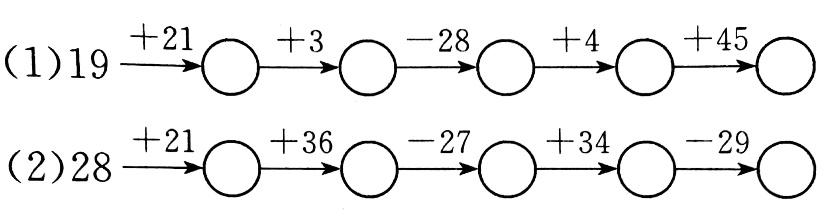 (1)19 +21 +3 −28 +4 +45
(2)28 +21 +36 −27 +34 −29